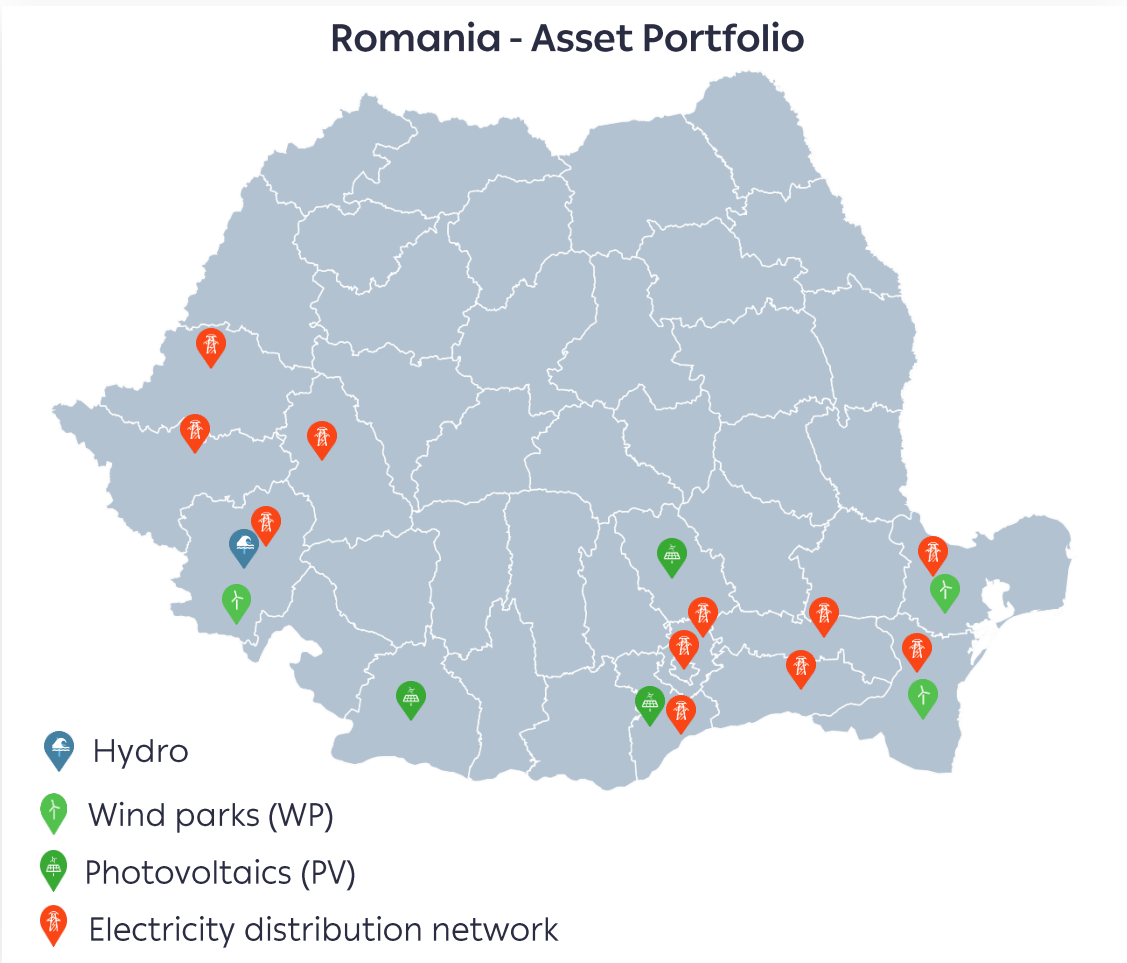 Romania - Asset Portfolio
Hydro
Wind parks (WP)
Photovoltaics (PV)
Electricity distribution network